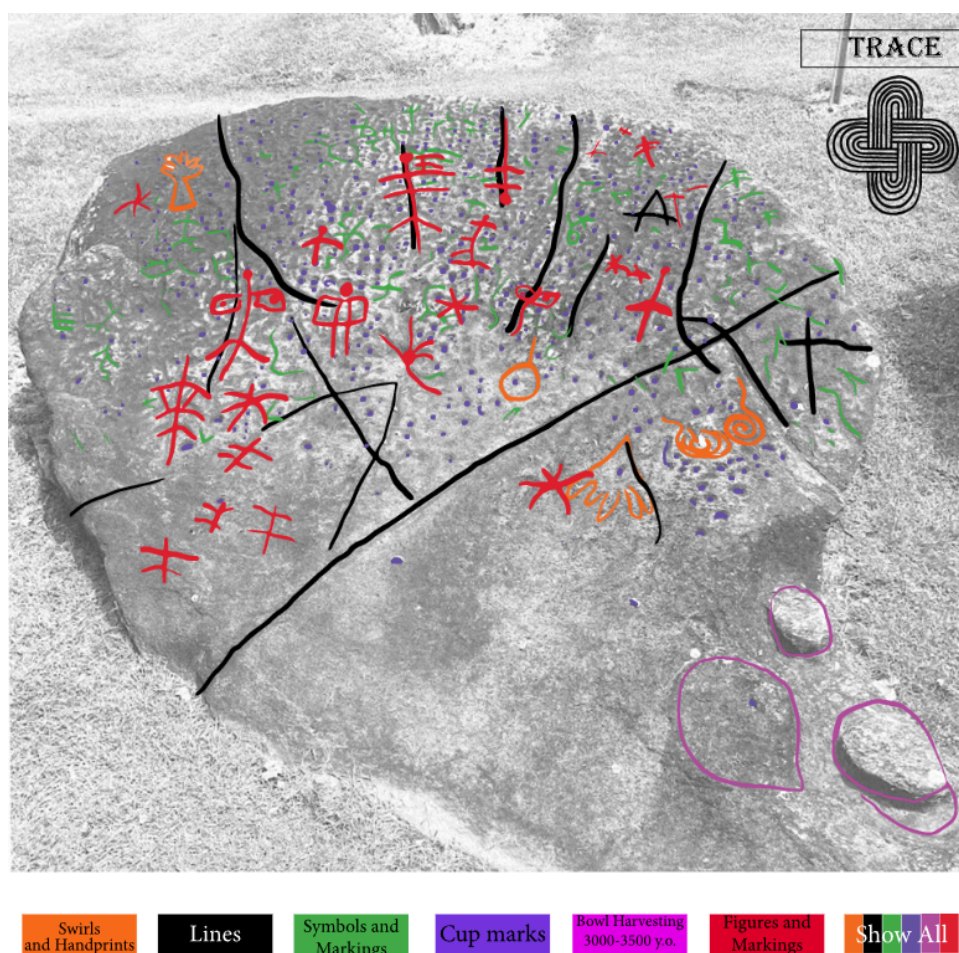 TRACE
Swirls
and Handprints
Lines
Symbols and
Markings
Cup marks
Bowl Harvesting
3000-3500 y.o.
Figures and
Markings
Show All